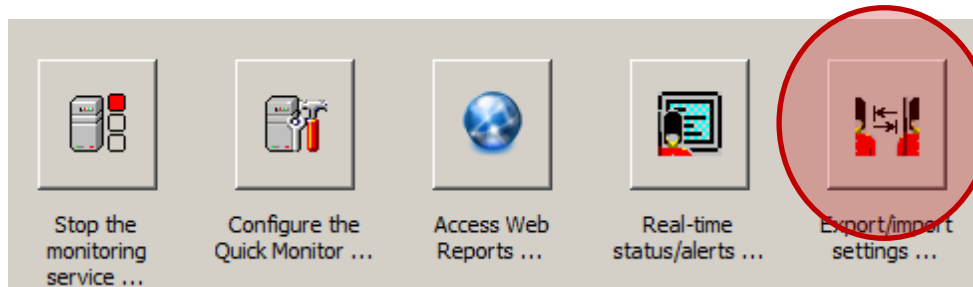 Stop the
monitoring
service ...
Configure the
Quick Monitor ...
Access Web
Reports ...
Real-time
status/alerts ...
Export/import
settings ...